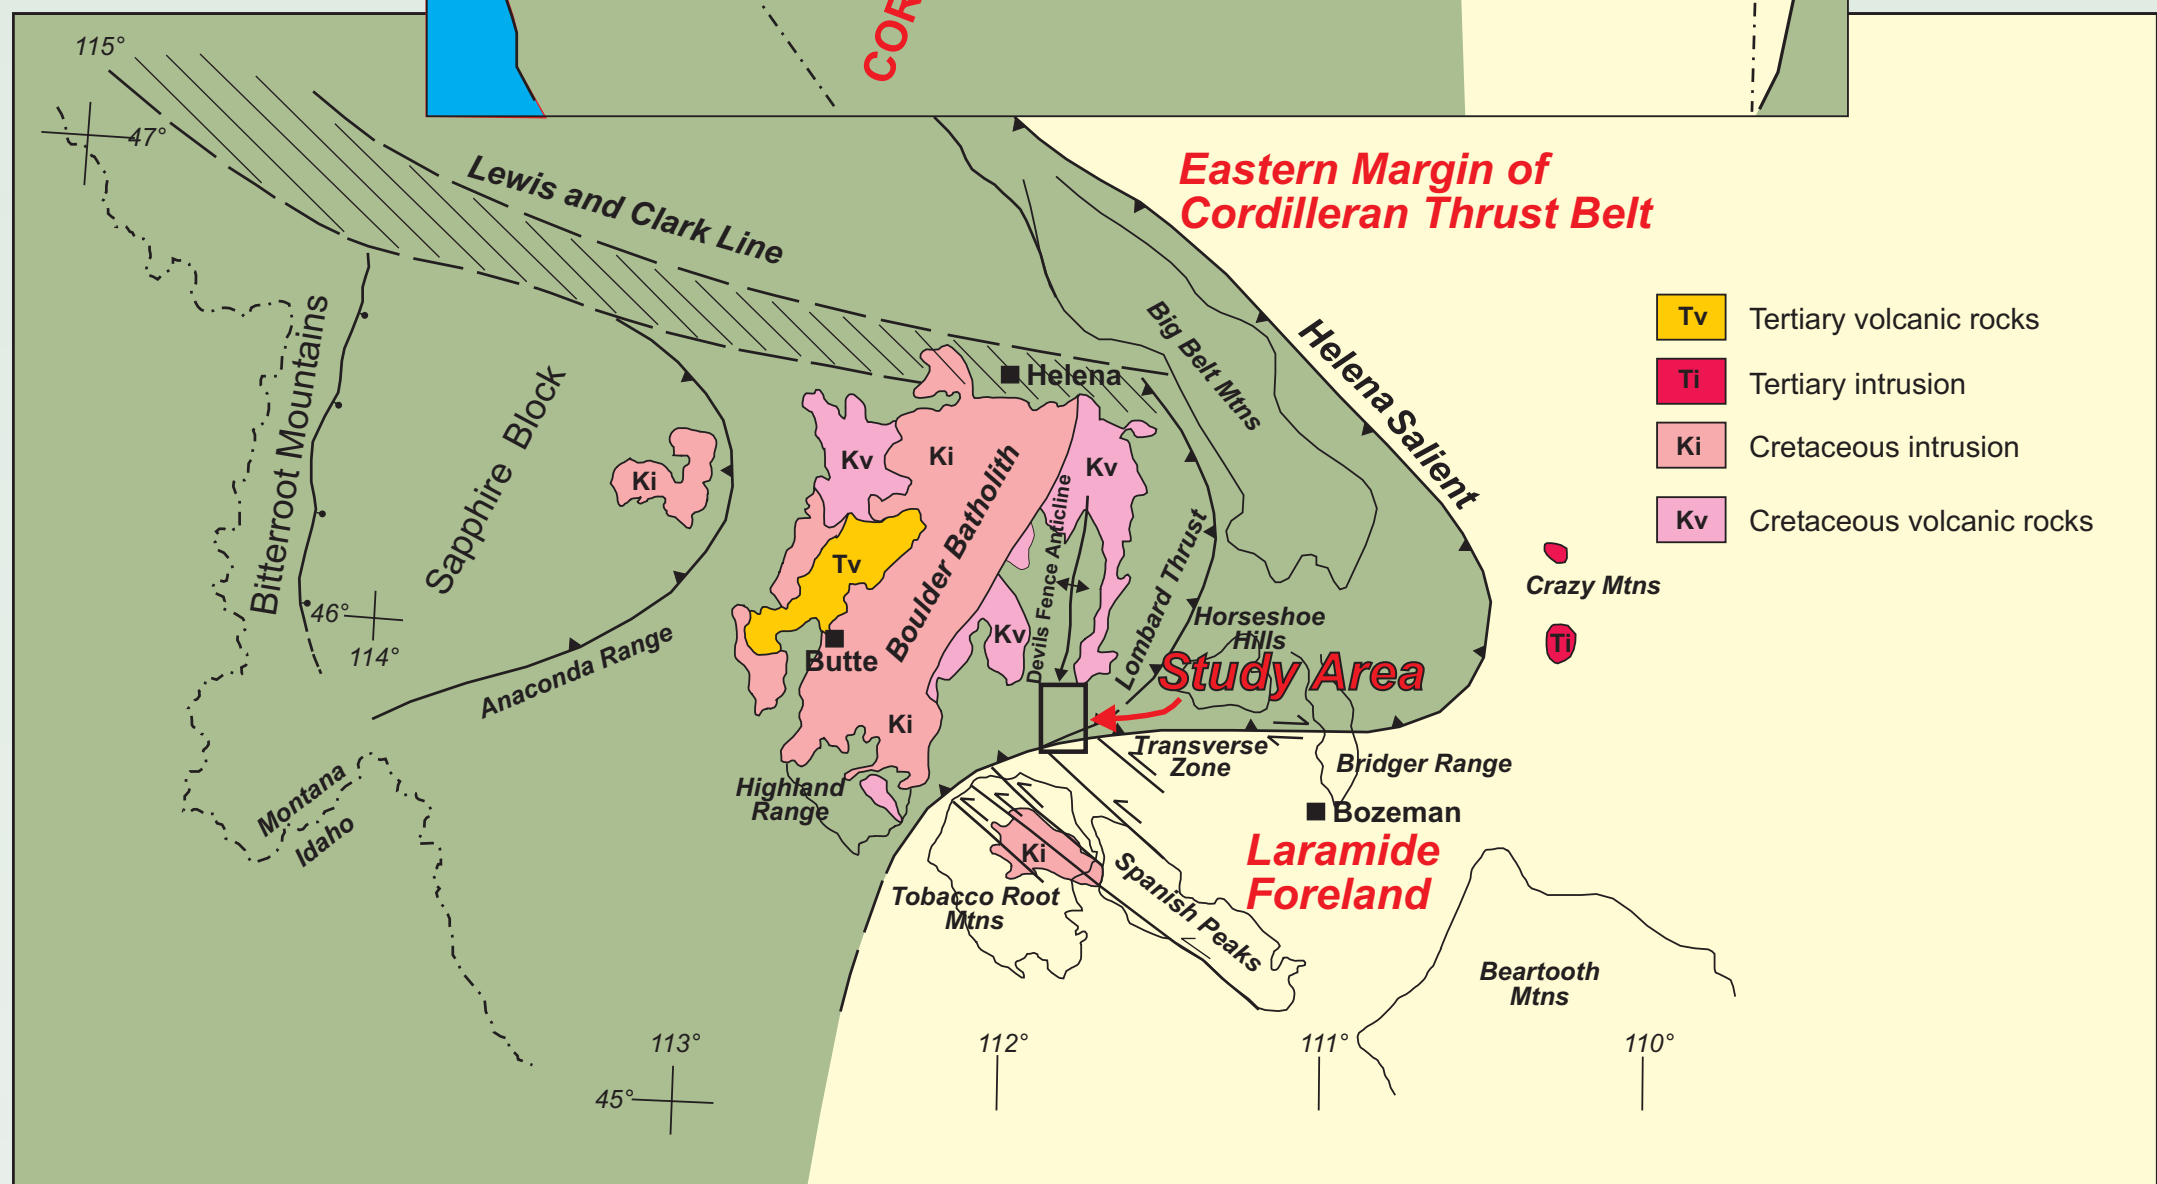 COR
115°
47°
Lewis and Clark Line
Eastern Margin of
Cordilleran Thrust Belt
Tv Tertiary volcanic rocks
Ti Tertiary intrusion
Ki Cretaceous intrusion
Kv Cretaceous volcanic rocks
Bitterroot Mountains
Sapphire Block
Big Belt Mtns
Helena Salient
Helena
Ki
Kv
Ki
Kv
Boulder Batholith
Devils Fence Anticline
Lombard Thrust
Tv
Kv
Crazy Mtns
Ti
46°
114°
Anaconda Range
Butte
Horseshoe
Hills
Study Area
Ki
Transverse
Zone
Bridger Range
Highland
Range
Montana
Idaho
Bozeman
Laramide
Foreland
Ki
Tobacco Root
Mtns
Spanish Peaks
Beartooth
Mtns
113°
112°
111°
110°
45°